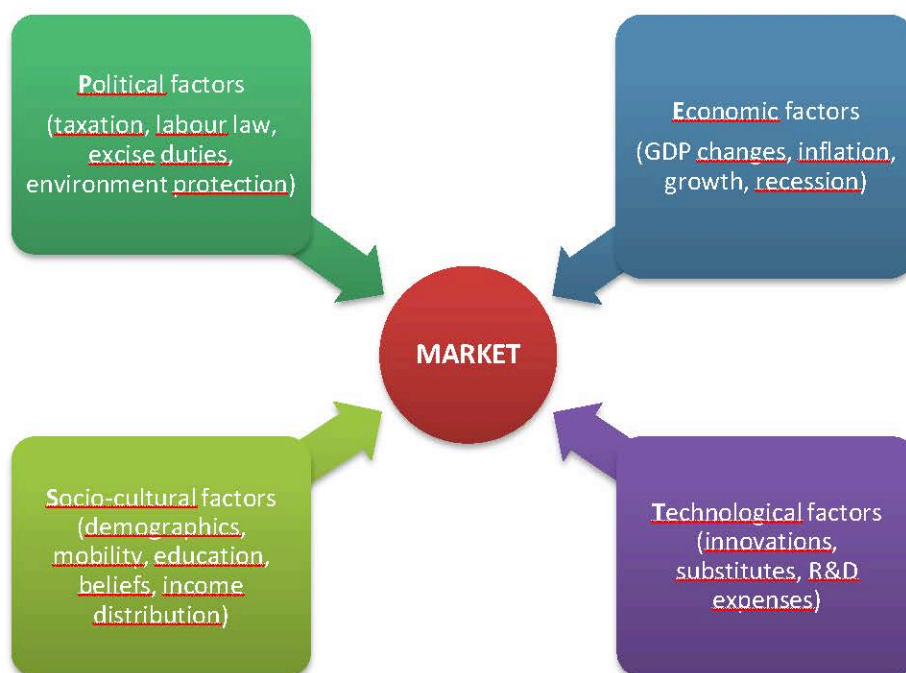 Political factors
(taxation, labour law,
excise duties,
environment protection)
Economic factors
(GDP changes, inflation,
growth, recession)
MARKET
Socio-cultural factors
(demographics,
mobility, education,
beliefs, income
distribution)
Technological factors
(innovations,
substitutes, R&D
expenses)